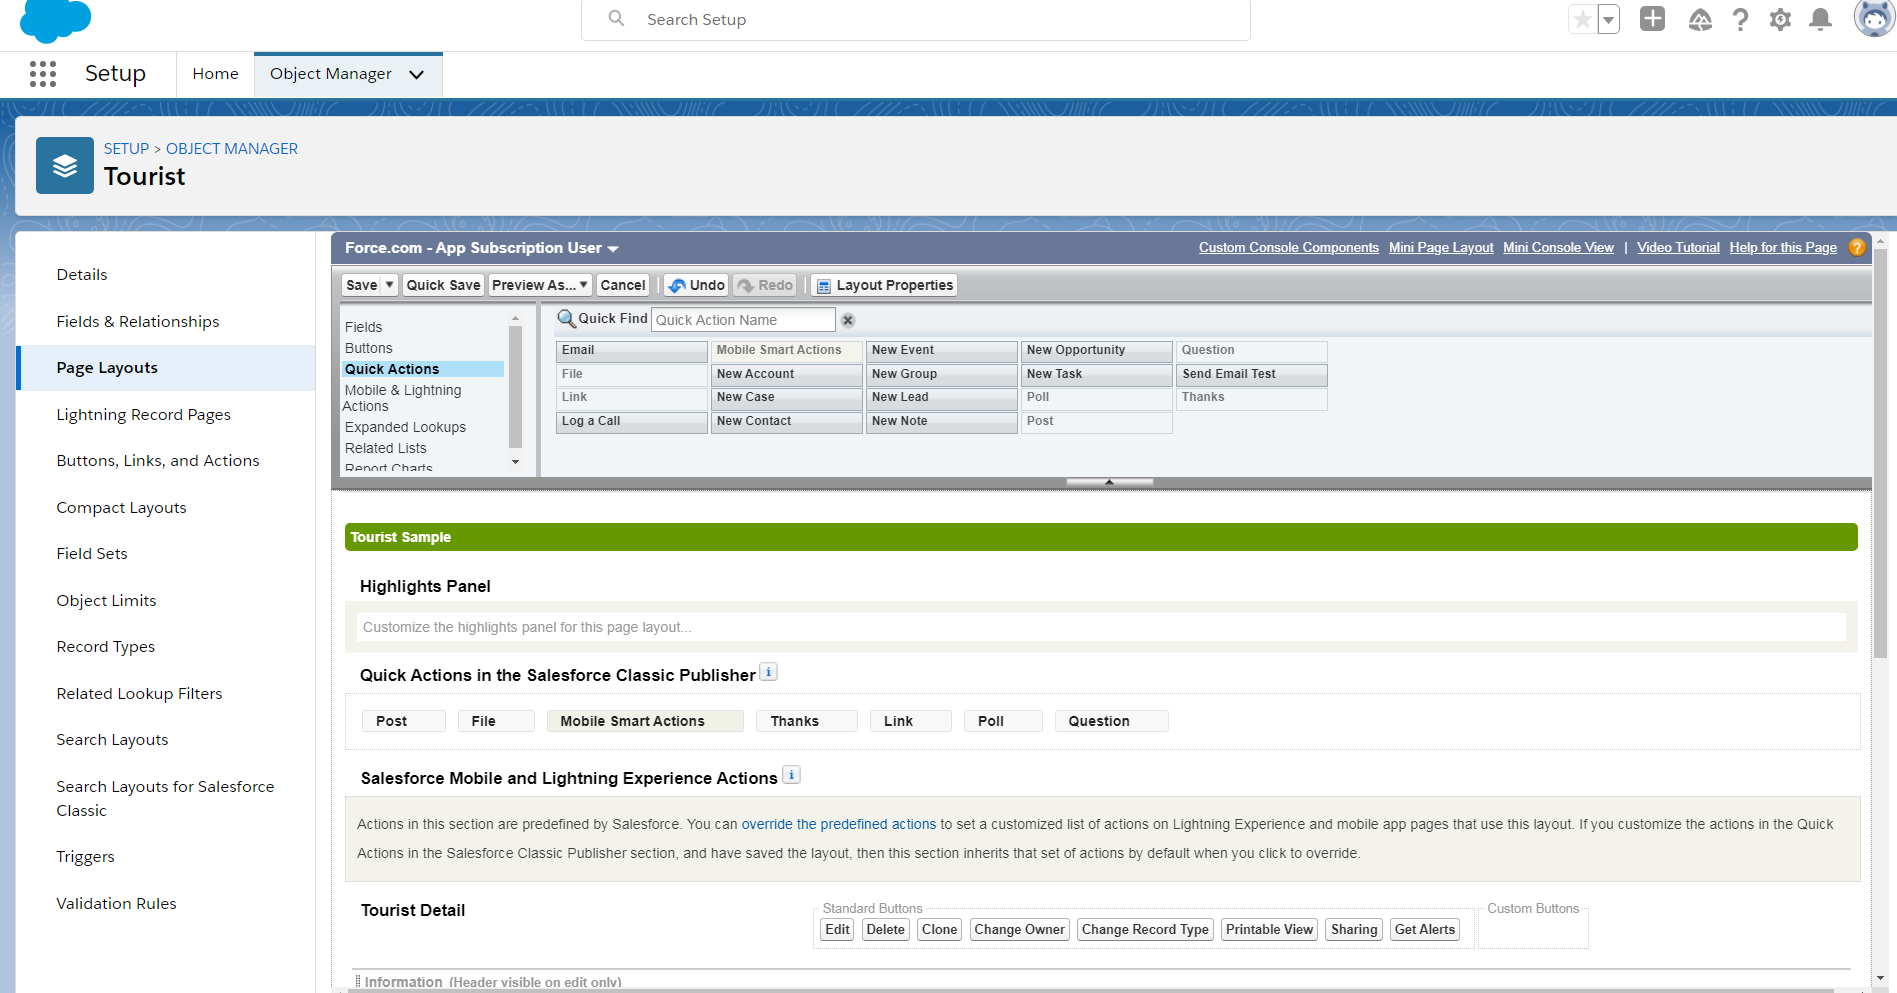 Search Setup
Setup
Home
Object Manager
SETUP > OBJECT MANAGER
Tourist
Details
Fields & Relationships
Page Layouts
Lightning Record Pages
Buttons, Links, and Actions
Compact Layouts
Field Sets
Object Limits
Record Types
Related Lookup Filters
Search Layouts
Search Layouts for Salesforce
Classic
Triggers
Validation Rules
Force.com - App Subscription User
Custom Console Components Mini Page Layout Mini Console View | Video Tutorial Help for this Page
Save Quick Save Preview As... Cancel Undo Redo Layout Properties
Fields
Buttons
Quick Actions
Mobile & Lightning
Actions
Expanded Lookups
Related Lists
Report Charts
Quick Find Quick Action Name
Email Mobile Smart Actions New Event New Opportunity Question
File New Account New Group New Task Send Email Test
Link New Case New Lead Poll Thanks
Log a Call New Contact New Note Post
Tourist Sample
Highlights Panel
Customize the highlights panel for this page layout...
Quick Actions in the Salesforce Classic Publisher i
Post File Mobile Smart Actions Thanks Link Poll Question
Salesforce Mobile and Lightning Experience Actions i
Actions in this section are predefined by Salesforce. You can override the predefined actions to set a customized list of actions on Lightning Experience and mobile app pages that use this layout. If you customize the actions in the Quick
Actions in the Salesforce Classic Publisher section, and have saved the layout, then this section inherits that set of actions by default when you click to override.
Tourist Detail
Standard Buttons
Edit Delete Clone Change Owner Change Record Type Printable View Sharing Get Alerts
Custom Buttons
Information (Header visible on edit only)